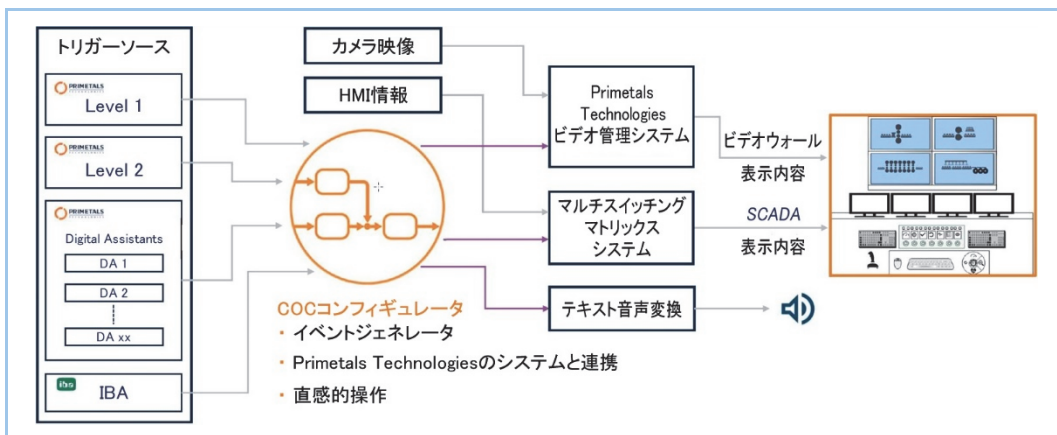 トリガーソース
PRIMETALS
TECHNOLOGIES
Level 1
PRIMETALS
TECHNOLOGIES
Level 2
PRIMETALS
TECHNOLOGIES
Digital Assistants
DA 1
DA 2
DA xx
iba
IBA
カメラ映像
HMI情報
COCコンフィギュレータ
・ イベントジェネレータ
・ Primetals Technologiesのシステムと連携
・ 直感的操作
Primetals
Technologies
ビデオ管理システム
マルチスイッチング
マトリックス
システム
テキスト音声変換
ビデオウォール
表示内容
SCADA
表示内容